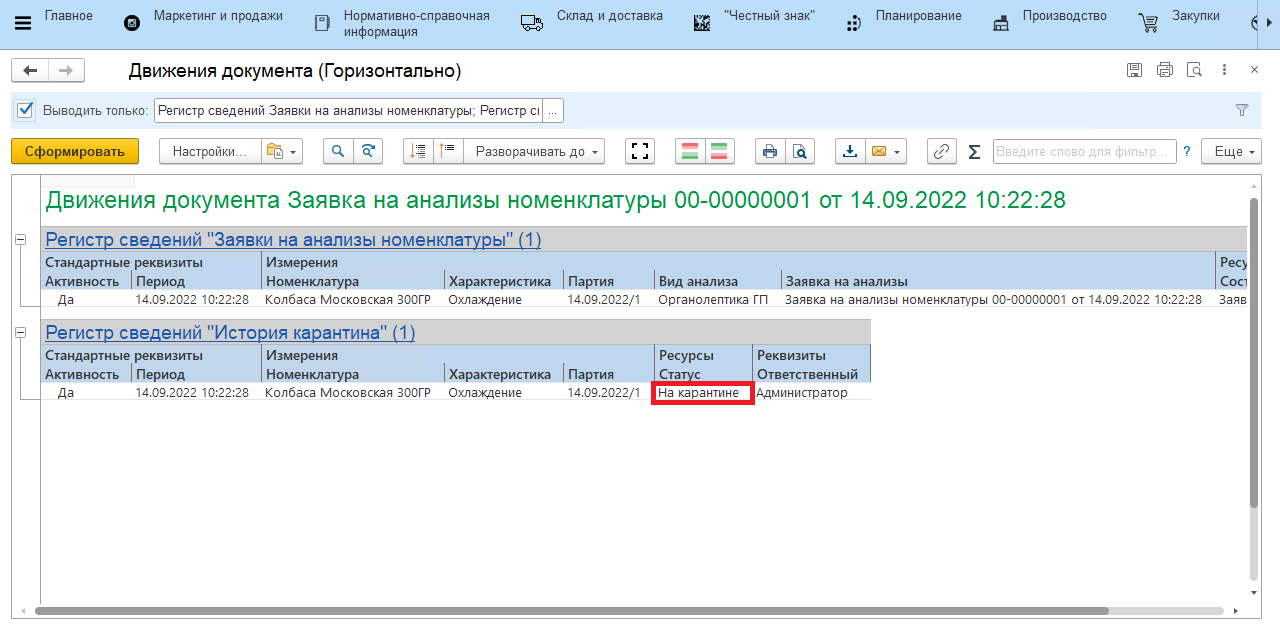 Главное
Маркетинг и продажи
Нормативно-справочная
информация
Склад и доставка
"Честный знак"
Планирование
Производство
Закупки
Движения документа (Горизонтально)
Выводить только: Регистр сведений Заявки на анализы номенклатуры; Регистр с ...
Сформировать Настройки... Разворачивать до Σ Введите слово для фильтр... ? Еще
Движения документа Заявка на анализы номенклатуры 00-00000001 от 14.09.2022 10:22:28
Регистр сведений "Заявки на анализы номенклатуры" (1)
Стандартные реквизиты Измерения Ресу
Активность Период Номенклатура Характеристика Партия Вид анализа Заявка на анализы Сост
Да 14.09.2022 10:22:28 Колбаса Московская 300ГР Охлаждение 14.09.2022/1 Органолептика ГП Заявка на анализы номенклатуры 00-00000001 от 14.09.2022 10:22:28 Заяв
Регистр сведений "История карантина" (1)
Стандартные реквизиты Измерения Ресурсы Реквизиты
Активность Период Номенклатура Характеристика Партия Статус Ответственный
Да 14.09.2022 10:22:28 Колбаса Московская 300ГР Охлаждение 14.09.2022/1 На карантине Администратор